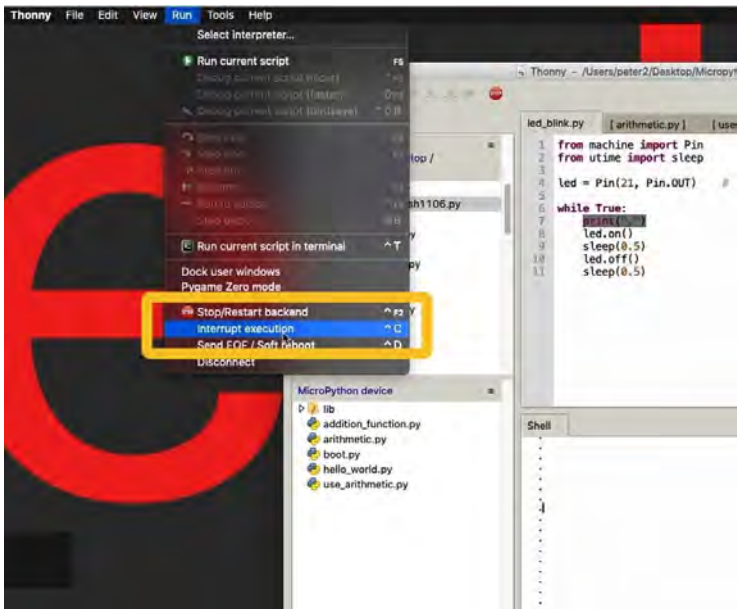 Thonny File Edit View Run Tools Help
Select interpreter...
Run current script F5
Run current script in terminal ^T
Dock user windows
Pygame Zero mode
Stop/Restart backend ^F2
Interrupt execution ^C
Send EOF / Soft reboot ^D
Disconnect
sh1106.py
MicroPython device
lib
addition_function.py
arithmetic.py
boot.py
hello_world.py
use_arithmetic.py
Thonny - /Users/peter2/Desktop/Micropyt
led_blink.py [ arithmetic.py ] [ use
1 from machine import Pin
2 from utime import sleep
3
4 led = Pin(21, Pin.OUT) #
5
6 while True:
7 print(".")
8 led.on()
9 sleep(0.5)
10 led.off()
11 sleep(0.5)
Shell